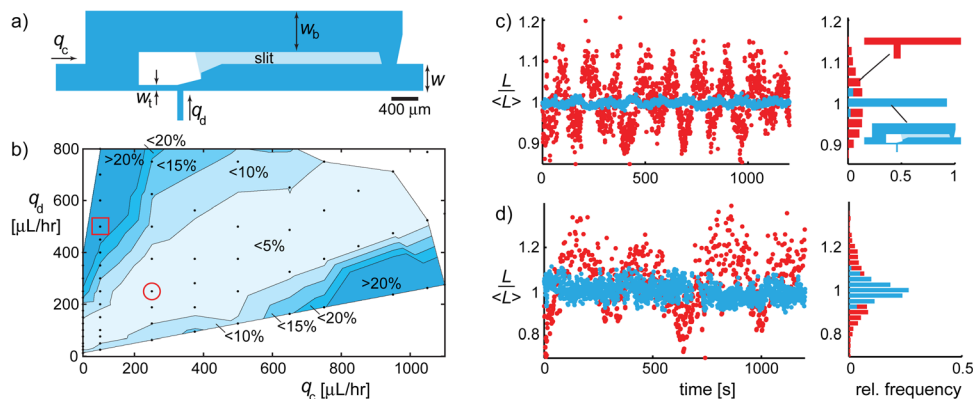 a)
q_c
w_b
slit
w
w_t
q_d
400 µm
b)
800
>20%
<20%
<15%
<10%
q_d
[µL/hr]
600
400
<5%
200
>20%
<20%
<15%
<10%
0
0 200 400 600 800 1000
q_c [µL/hr]
c)
1.2
1.1
L
<L>
1
0.9
0 500 1000
1.2
1.1
1
0.9
0 0.5 1
d)
1.2
L
<L>
1
0.8
0 500 1000
time [s]
1.2
1
0.8
0 0.5
rel. frequency